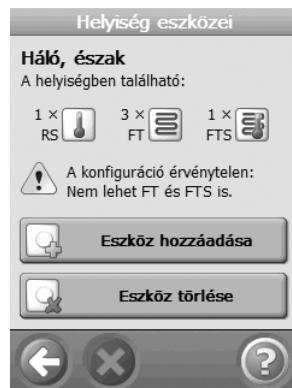 Helyiség eszközei
Háló, észak
A helyiségben található:
1 × RS 3 × FT 1 × FTS
A konfiguráció érvénytelen:
Nem lehet FT és FTS is.
Eszköz hozzáadása
Eszköz törlése
?